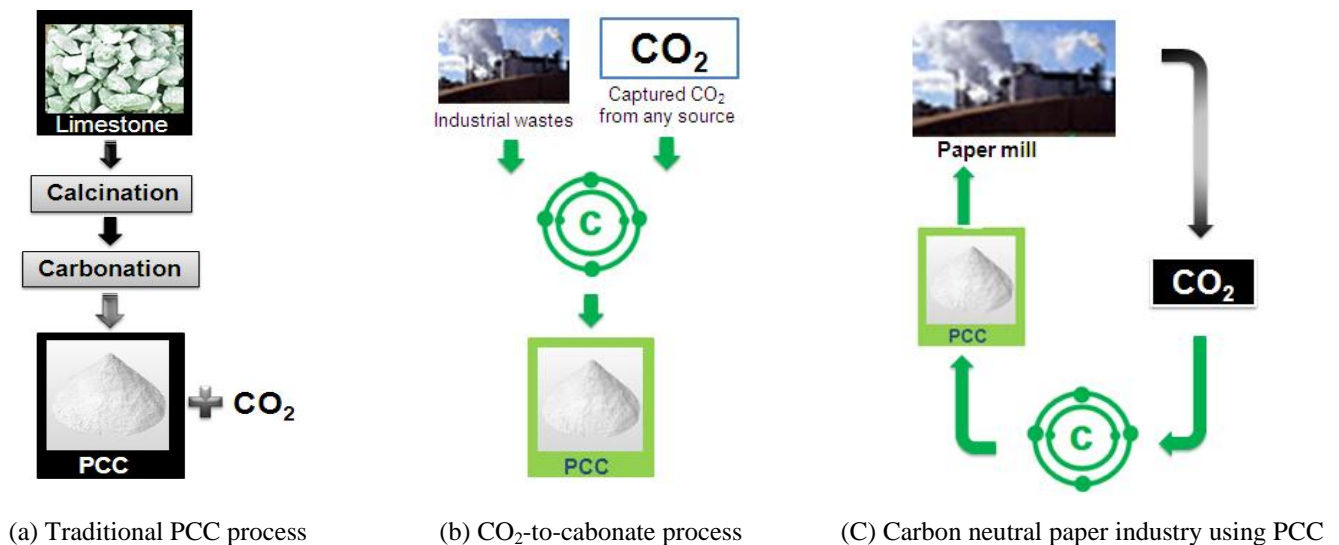 Limestone
Calcination
Carbonation
PCC
+ CO₂
(a) Traditional PCC process
CO₂
Industrial wastes
Captured CO₂
from any source
C
PCC
(b) CO₂-to-cabonate process
Paper mill
CO₂
PCC
C
(C) Carbon neutral paper industry using PCC